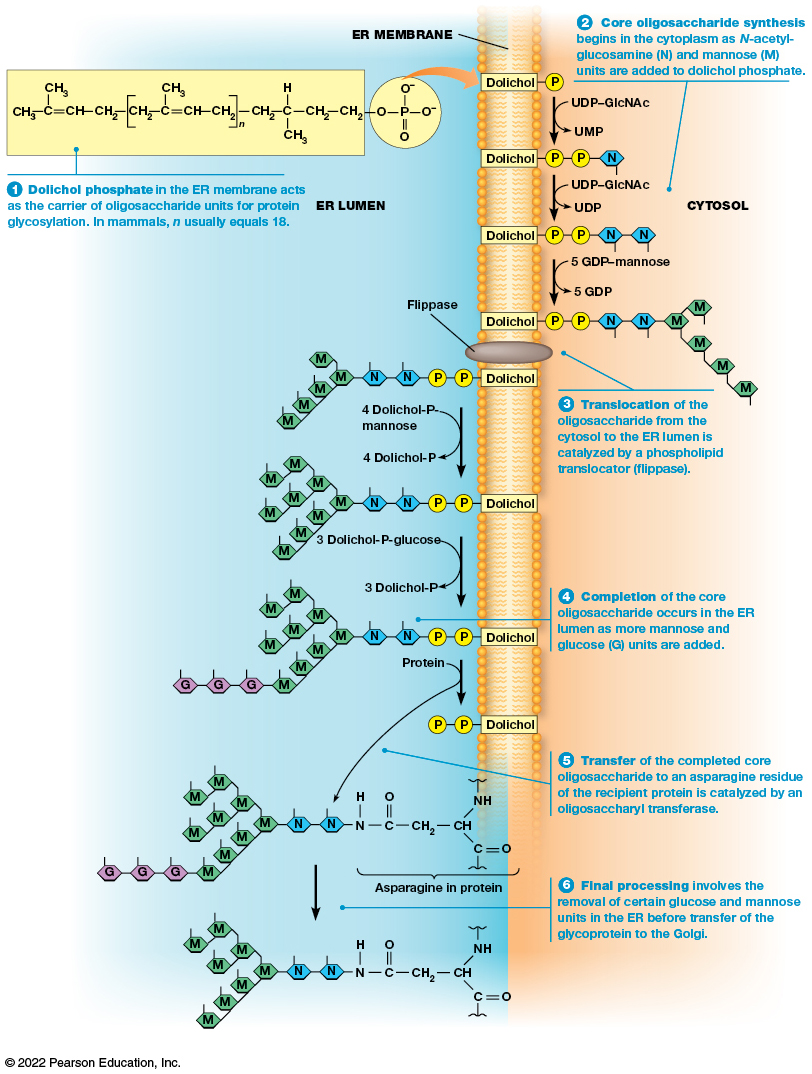 ER MEMBRANE
2 Core oligosaccharide synthesis
begins in the cytoplasm as N-acetyl-
glucosamine (N) and mannose (M)
units are added to dolichol phosphate.
CH3 CH3 H O–
CH3–C=CH–CH2–[CH2–C=CH–CH2]n–CH2–C–CH2–CH2–O–P–O–
CH3 O
Dolichol P
UDP–GlcNAc
UMP
Dolichol P P N
1 Dolichol phosphate in the ER membrane acts
as the carrier of oligosaccharide units for protein
glycosylation. In mammals, n usually equals 18.
ER LUMEN
UDP–GlcNAc
UDP
CYTOSOL
Dolichol P P N N
5 GDP–mannose
5 GDP
Flippase
Dolichol P P N N M M M M M
M M M M M N N P P Dolichol
3 Translocation of the
oligosaccharide from the
cytosol to the ER lumen is
catalyzed by a phospholipid
translocator (flippase).
4 Dolichol-P-
mannose
4 Dolichol-P
M M M M M M M M M N N P P Dolichol
3 Dolichol-P-glucose
3 Dolichol-P
4 Completion of the core
oligosaccharide occurs in the ER
lumen as more mannose and
glucose (G) units are added.
G G G M M M M M M M M M N N P P Dolichol
Protein
P P Dolichol
5 Transfer of the completed core
oligosaccharide to an asparagine residue
of the recipient protein is catalyzed by an
oligosaccharyl transferase.
H O NH
G G G M M M M M M M M M N N N–C–CH2–CH
C=O
Asparagine in protein
6 Final processing involves the
removal of certain glucose and mannose
units in the ER before transfer of the
glycoprotein to the Golgi.
H O NH
M M M M M M M M N N N–C–CH2–CH
C=O
© 2022 Pearson Education, Inc.